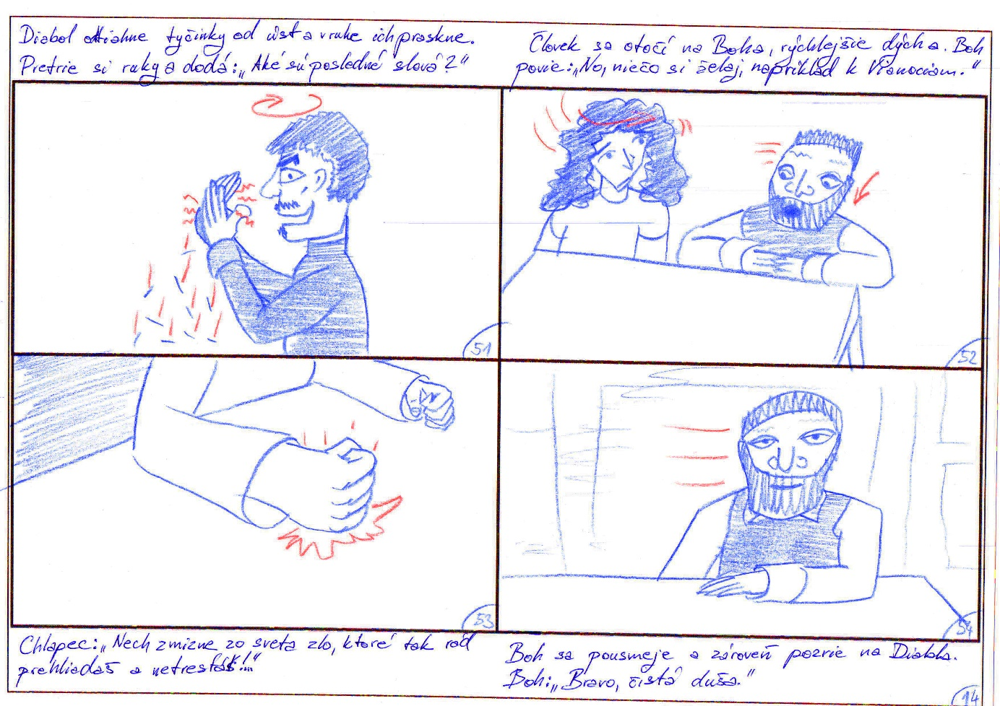 Diabol otiahne tyčinky od úst a v ruke ich praskne.
Pretrie si ruky a dodá: „Aké sú posledné slová?“
Človek sa otočí na Boha, rýchlejšie dýcha. Boh
povie: „No, niečo si želaj, napríklad k Vianociam.“
51
52
53
54
Chlapec: „Nech zmizne zo sveta zlo, ktoré tak rád
prehliadaš a netrestáš!..“
Boh sa pousmeje a zároveň pozrie na Diabla.
Boh: „Bravo, čistá duša.“
14